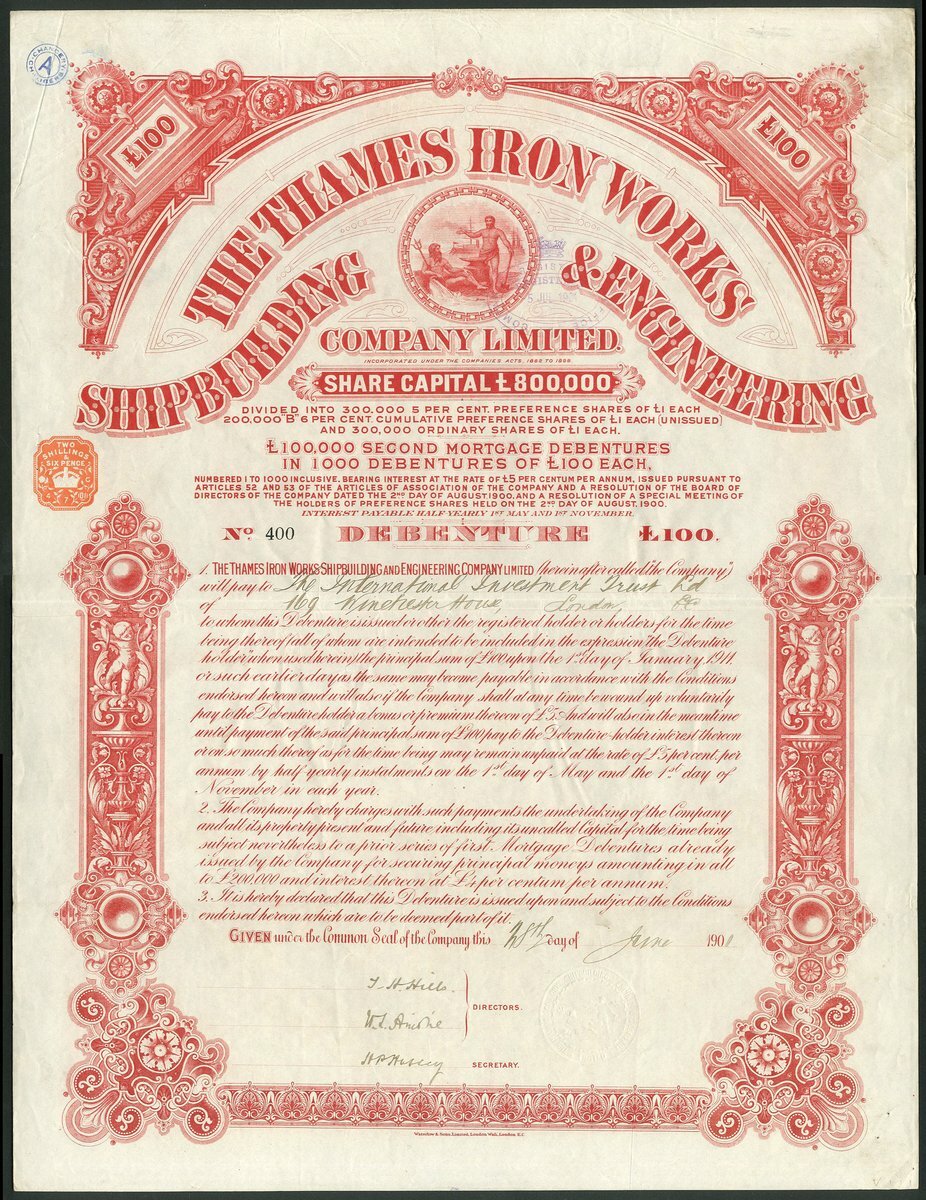 £100
£100
THE THAMES IRON WORKS
SHIPBUILDING & ENGINEERING
COMPANY LIMITED
INCORPORATED UNDER THE COMPANIES ACTS, 1862 TO 1898
SHARE CAPITAL £800,000
DIVIDED INTO 300,000 5 PER CENT. PREFERENCE SHARES OF £1 EACH
200,000 "B" 6 PER CENT. CUMULATIVE PREFERENCE SHARES OF £1 EACH (UNISSUED)
AND 300,000 ORDINARY SHARES OF £1 EACH.
£100,000 SECOND MORTGAGE DEBENTURES
IN 1000 DEBENTURES OF £100 EACH,
NUMBERED 1 TO 1000 INCLUSIVE. BEARING INTEREST AT THE RATE OF £5 PER CENTUM PER ANNUM, ISSUED PURSUANT TO
ARTICLES 52 AND 53 OF THE ARTICLES OF ASSOCIATION OF THE COMPANY AND A RESOLUTION OF THE BOARD OF
DIRECTORS OF THE COMPANY DATED THE 2ND DAY OF AUGUST 1900, AND A RESOLUTION OF A SPECIAL MEETING OF
THE HOLDERS OF PREFERENCE SHARES HELD ON THE 2ND DAY OF AUGUST, 1900.
INTEREST PAYABLE HALF YEARLY 1ST MAY AND 1ST NOVEMBER.
TWO
SHILLINGS
&
SIX PENCE
No. 400 DEBENTURE £100.
1. THE THAMES IRON WORKS SHIPBUILDING AND ENGINEERING COMPANY LIMITED (hereinafter called "the Company")
will pay to The International Investment Trust Ltd
of 169 Winchester House, London, EC
to whom this Debenture is issued or other the registered holder or holders for the time
being thereof (all of whom are intended to be included in the expression "the Debenture
holder" when used herein) the principal sum of £100 upon the 1st day of January 1914
or such earlier day as the same may become payable in accordance with the Conditions
endorsed hereon and will also if the Company shall at any time be wound up voluntarily
pay to the Debenture holder a bonus or premium thereon of £5. And will also in the meantime
until payment of the said principal sum of £100 pay to the Debenture-holder interest thereon
or on so much thereof as for the time being may remain unpaid at the rate of £5 per cent. per
annum by half-yearly instalments on the 1st day of May and the 1st day of
November in each year.
2. The Company hereby charges with such payments the undertaking of the Company
and all its property present and future including its uncalled Capital for the time being
subject nevertheless to a prior series of first Mortgage Debentures already
issued by the Company for securing principal moneys amounting in all
to £200,000 and interest thereon at £4 per centum per annum.
3. It is hereby declared that this Debenture is issued upon and subject to the Conditions
endorsed hereon which are to be deemed part of it.
GIVEN under the Common Seal of the Company this 28th day of June 1901
F H Hills.
DIRECTORS.
SECRETARY.
Waterlow & Sons Limited, London Wall, London. E.C.